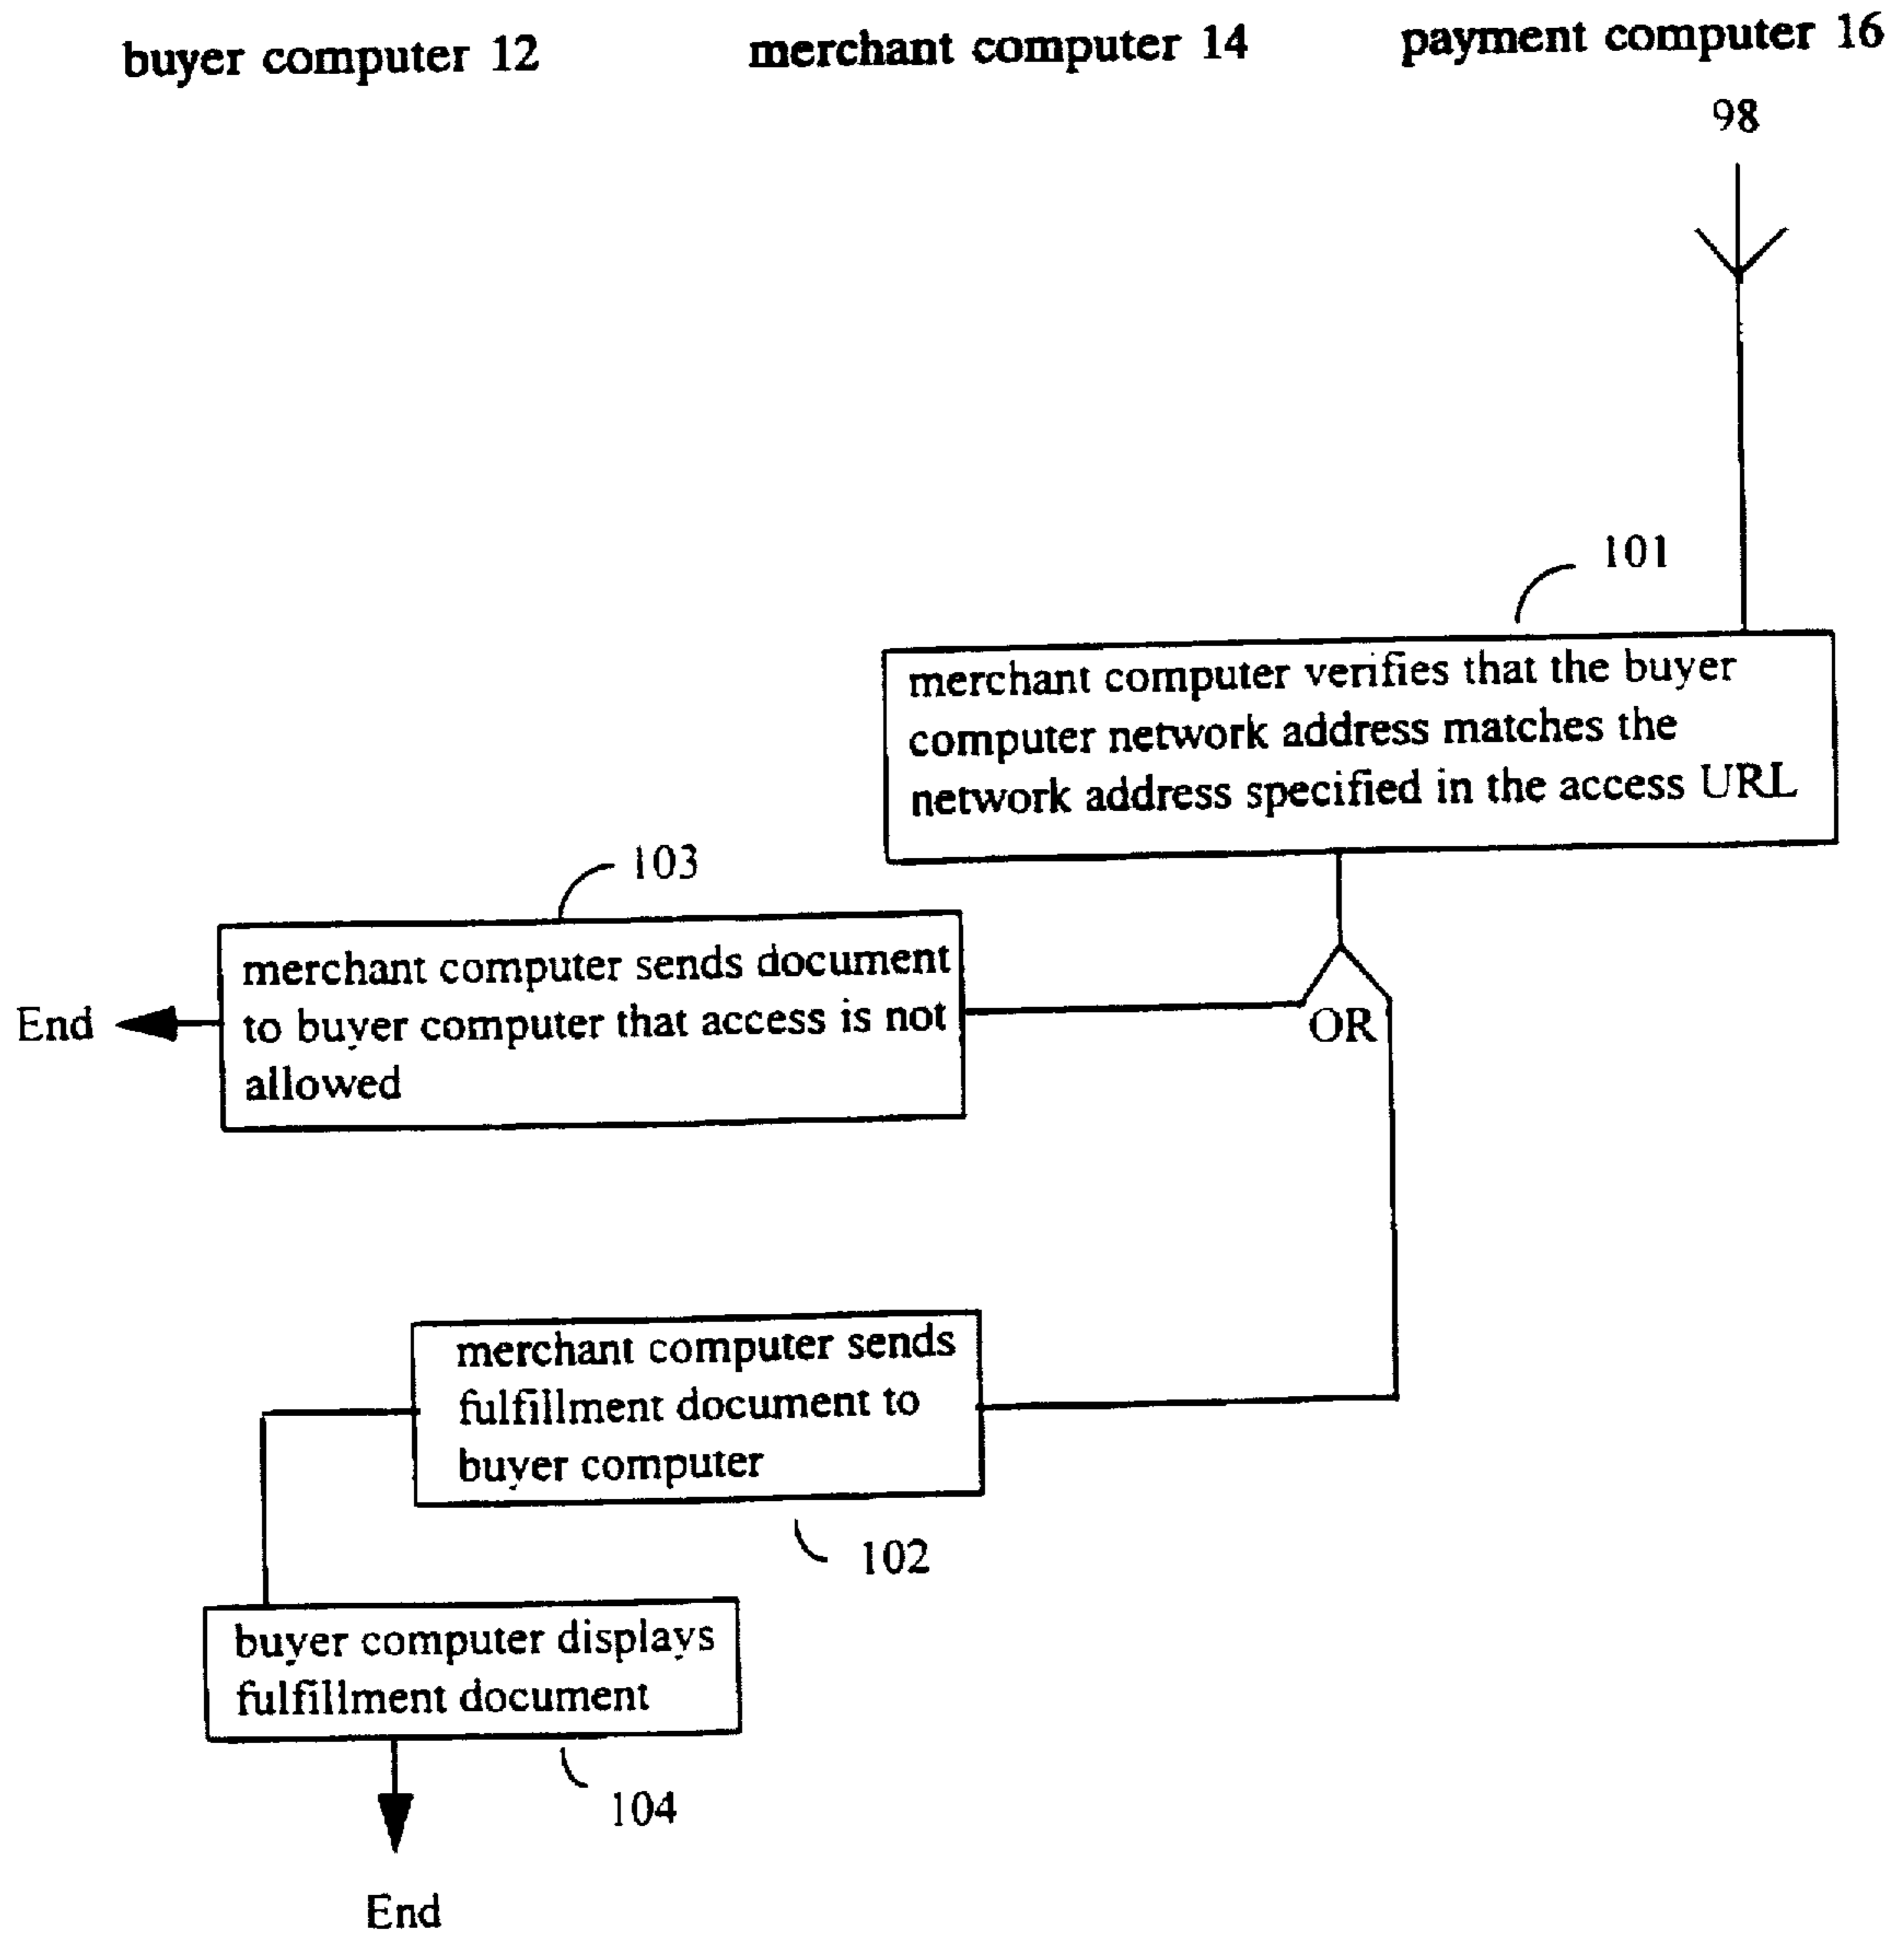 buyer computer 12
merchant computer 14
payment computer 16
98
101
merchant computer verifies that the buyer
computer network address matches the
network address specified in the access URL
103
merchant computer sends document
to buyer computer that access is not
allowed
End
OR
merchant computer sends
fulfillment document to
buyer computer
102
buyer computer displays
fulfillment document
104
End